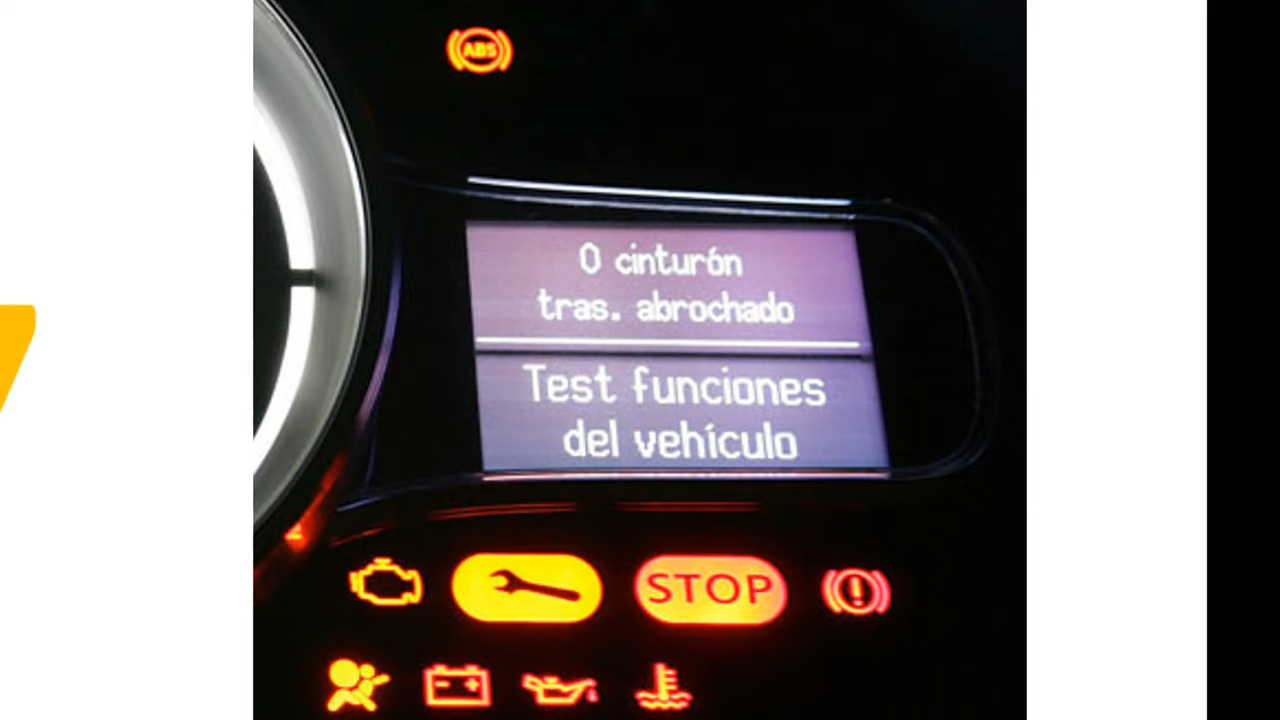 ABS
0 cinturón
tras. abrochado
Test funciones
del vehículo
STOP